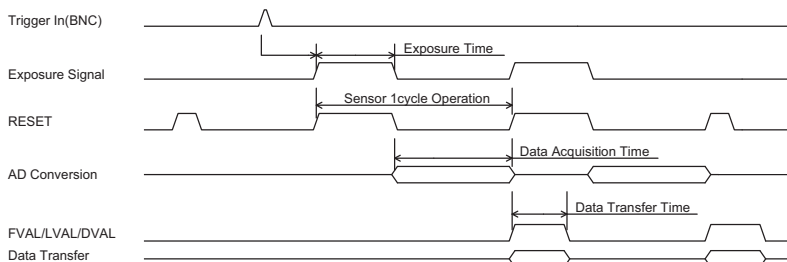 Trigger In(BNC)
Exposure Time
Exposure Signal
Sensor 1cycle Operation
RESET
Data Acquisition Time
AD Conversion
Data Transfer Time
FVAL/LVAL/DVAL
Data Transfer